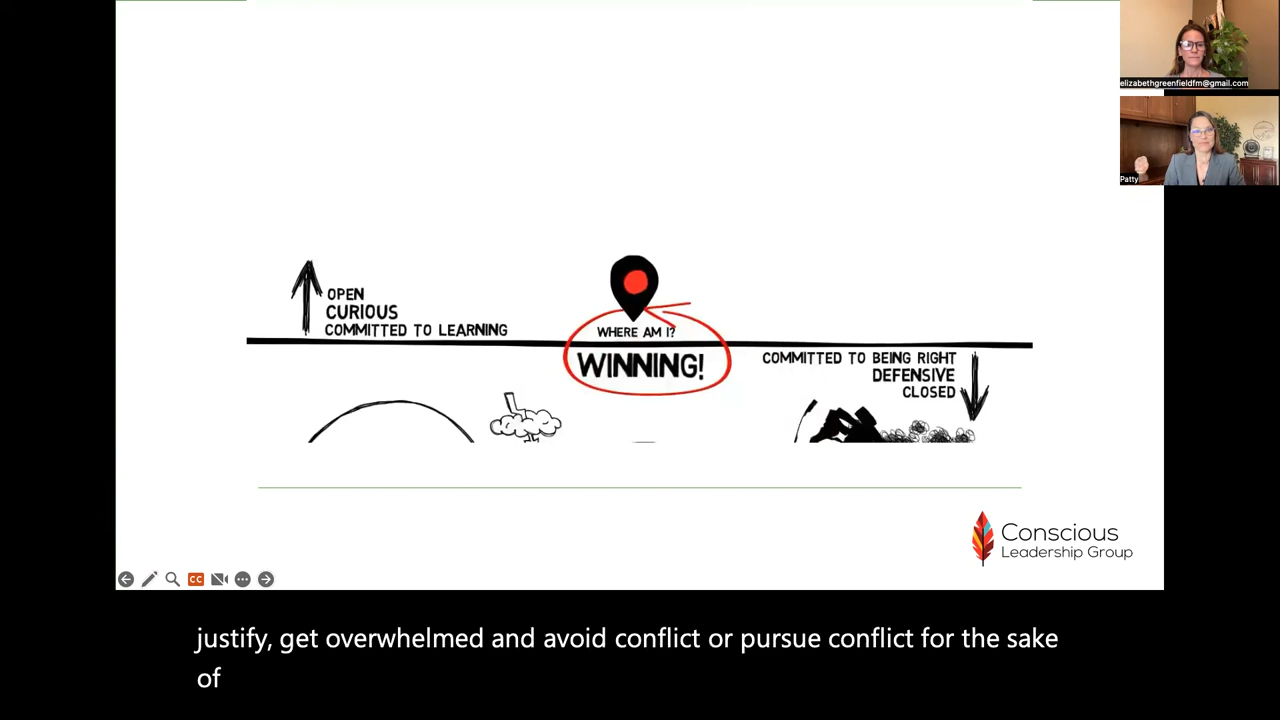 elizabethgreenfieldfm@gmail.com
Patty
OPEN
CURIOUS
COMMITTED TO LEARNING
WHERE AM I?
WINNING!
COMMITTED TO BEING RIGHT
DEFENSIVE
CLOSED
Conscious
Leadership Group
CC
justify, get overwhelmed and avoid conflict or pursue conflict for the sake
of